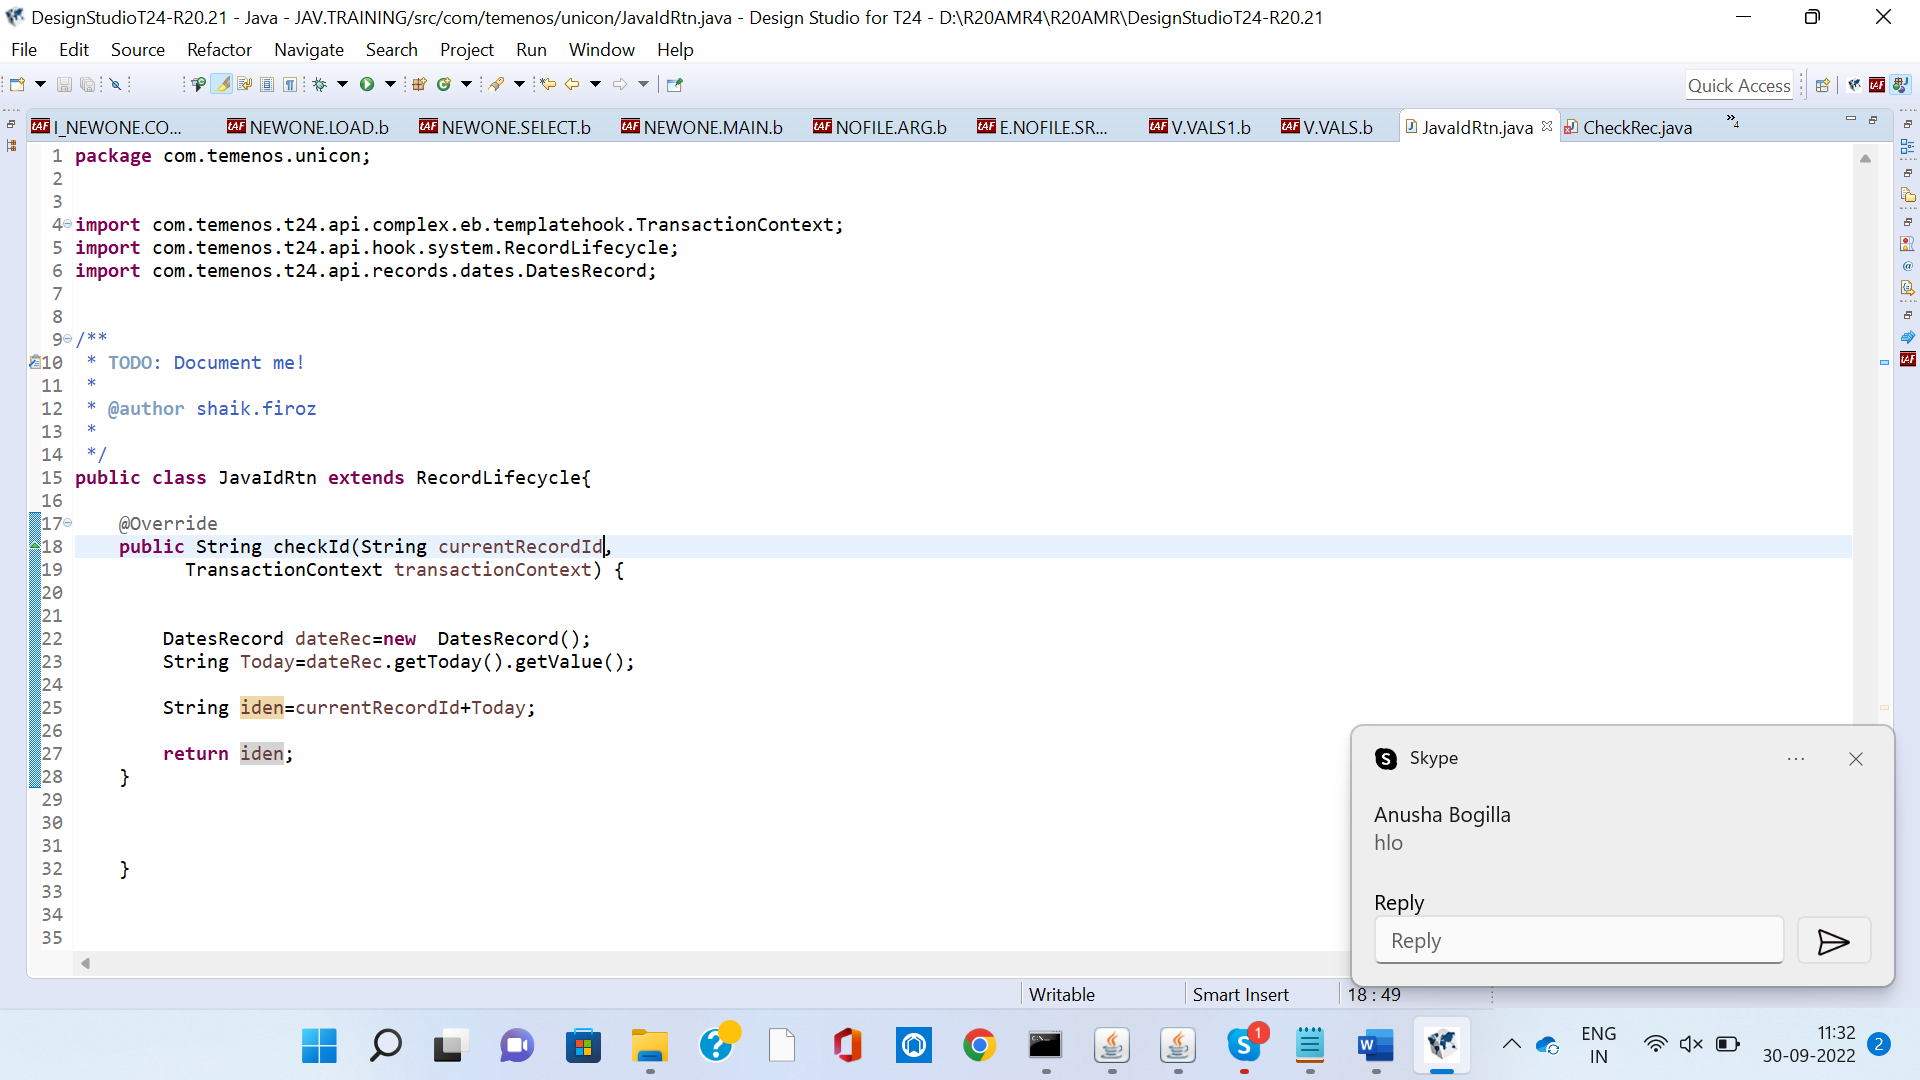 DesignStudioT24-R20.21 - Java - JAV.TRAINING/src/com/temenos/unicon/JavaIdRtn.java - Design Studio for T24 - D:\R20AMR4\R20AMR\DesignStudioT24-R20.21
File Edit Source Refactor Navigate Search Project Run Window Help
Quick Access
I_NEWONE.CO... NEWONE.LOAD.b NEWONE.SELECT.b NEWONE.MAIN.b NOFILE.ARG.b E.NOFILE.SR... V.VALS1.b V.VALS.b JavaIdRtn.java CheckRec.java »4
1 package com.temenos.unicon;
2
3
4 import com.temenos.t24.api.complex.eb.templatehook.TransactionContext;
5 import com.temenos.t24.api.hook.system.RecordLifecycle;
6 import com.temenos.t24.api.records.dates.DatesRecord;
7
8
9 /**
10 * TODO: Document me!
11 *
12 * @author shaik.firoz
13 *
14 */
15 public class JavaIdRtn extends RecordLifecycle{
16
17 @Override
18 public String checkId(String currentRecordId,
19 TransactionContext transactionContext) {
20
21
22 DatesRecord dateRec=new  DatesRecord();
23 String Today=dateRec.getToday().getValue();
24
25 String iden=currentRecordId+Today;
26
27 return iden;
28 }
29
30
31
32 }
33
34
35
Skype
Anusha Bogilla
hlo
Reply
Reply
Writable Smart Insert 18 : 49
1
ENG
IN
11:32
30-09-2022
2